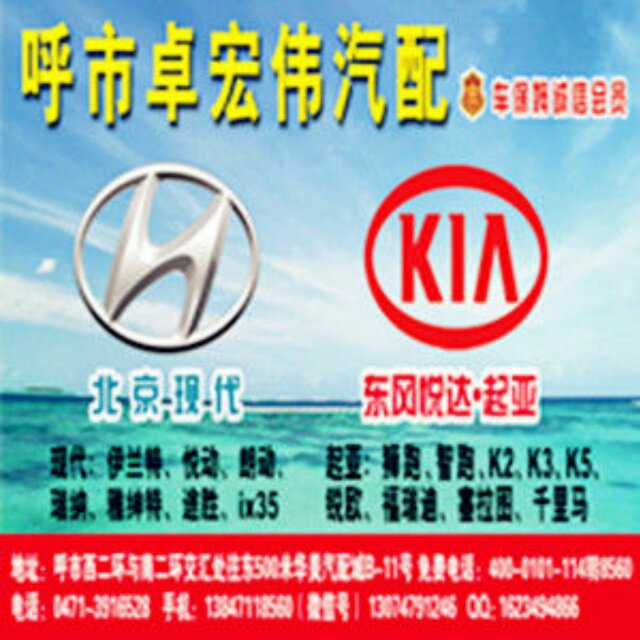 呼市卓宏伟汽配
车保姆诚信会员
KIA
北京·现·代
东风悦达·起亚
现代：伊兰特、悦动、朗动、
瑞纳、雅绅特、途胜、ix35
起亚：狮跑、智跑、K2、K3、K5、
锐欧、福瑞迪、塞拉图、千里马
地址：呼市西二环与南二环交汇处往东500米华昊汽配城B-11号 免费电话：400-0101-114转8560
电话：0471-3916528 手机：13847118560（微信号）13074791246 QQ:1623494866